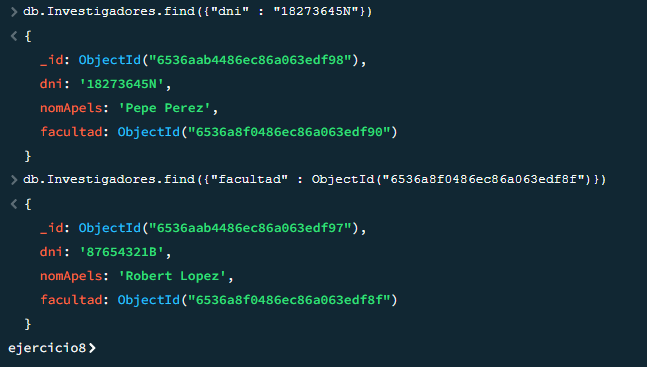 > db.Investigadores.find({"dni" : "18273645N"})
< {
_id: ObjectId("6536aab4486ec86a063edf98"),
dni: '18273645N',
nomApels: 'Pepe Perez',
facultad: ObjectId("6536a8f0486ec86a063edf90")
}
> db.Investigadores.find({"facultad" : ObjectId("6536a8f0486ec86a063edf8f")})
< {
_id: ObjectId("6536aab4486ec86a063edf97"),
dni: '87654321B',
nomApels: 'Robert Lopez',
facultad: ObjectId("6536a8f0486ec86a063edf8f")
}
ejercicio8>